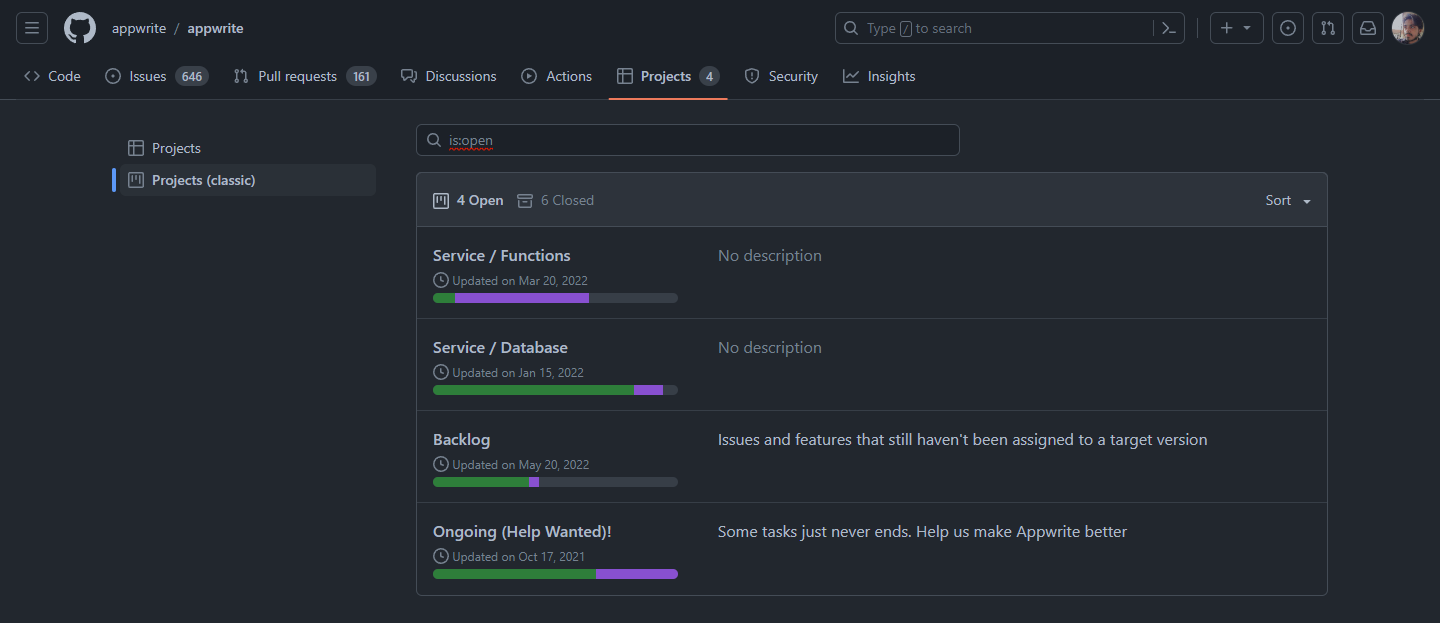 appwrite / appwrite
Type / to search
Code Issues 646 Pull requests 161 Discussions Actions Projects 4 Security Insights
Projects
Projects (classic)
is:open
4 Open 6 Closed Sort
Service / Functions No description
Updated on Mar 20, 2022
Service / Database No description
Updated on Jan 15, 2022
Backlog Issues and features that still haven't been assigned to a target version
Updated on May 20, 2022
Ongoing (Help Wanted)! Some tasks just never ends. Help us make Appwrite better
Updated on Oct 17, 2021